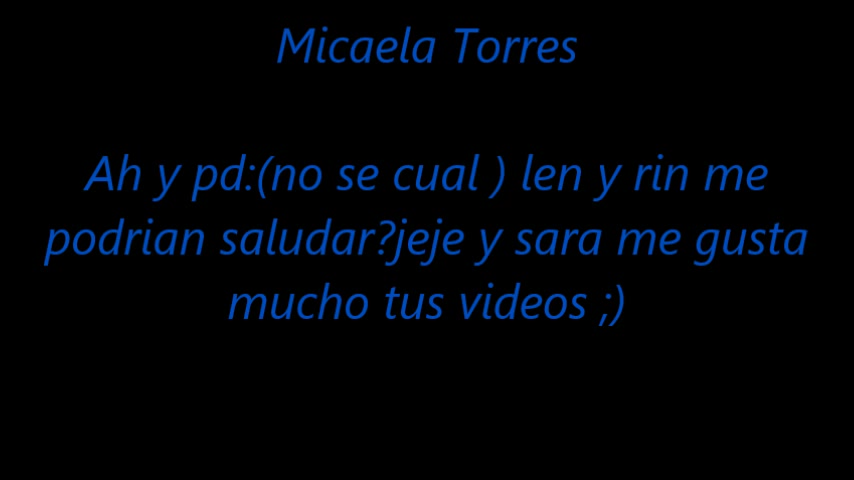 Micaela Torres
Ah y pd:(no se cual ) len y rin me
podrian saludar?jeje y sara me gusta
mucho tus videos ;)